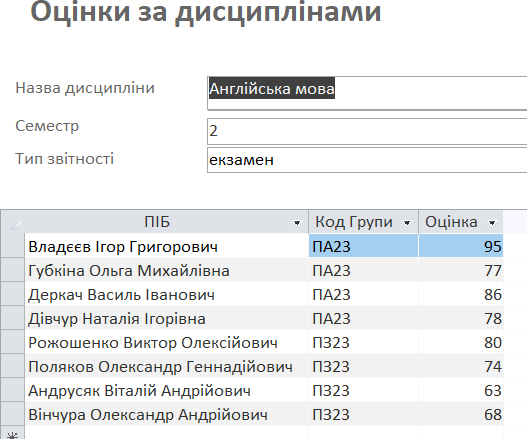 Оцінки за дисциплінами
Назва дисципліни Англійська мова
Семестр 2
Тип звітності екзамен
ПІБ Код Групи Оцінка
Владєєв Ігор Григорович ПА23 95
Губкіна Ольга Михайлівна ПА23 77
Деркач Василь Іванович ПА23 86
Дівчур Наталія Ігорівна ПА23 78
Рожошенко Виктор Олексійович ПЗ23 80
Поляков Олександр Геннадійович ПЗ23 74
Андрусяк Віталій Андрійович ПЗ23 63
Вінчура Олександр Андрійович ПЗ23 68